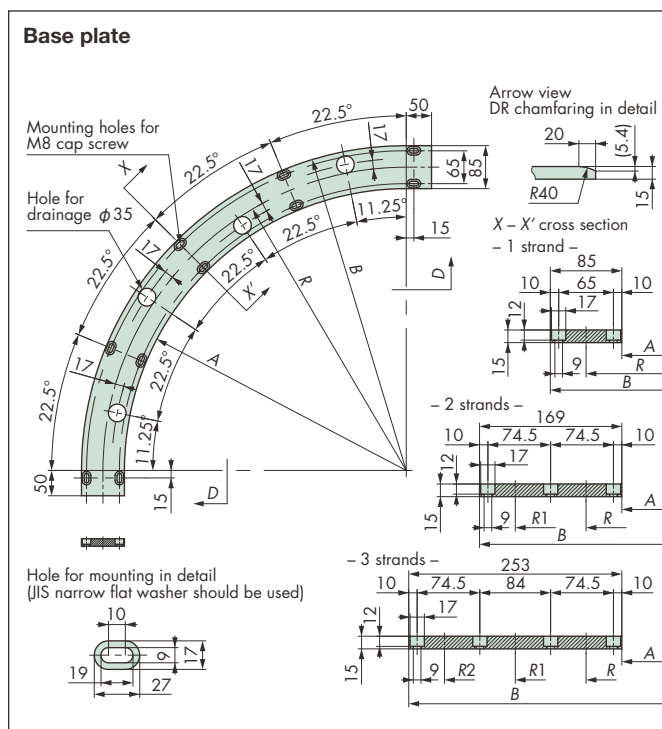 Base plate
Mounting holes for
M8 cap screw
Hole for
drainage φ35
22.5°
22.5°
22.5°
22.5°
22.5°
22.5°
22.5°
11.25°
11.25°
50
17
65
85
15
17
17
17
X
X'
R
B
A
D
D
50
15
Arrow view
DR chamfaring in detail
20
(5.4)
R40
15
X – X' cross section
– 1 strand –
85
10
65
10
12
17
15
9
A
R
B
– 2 strands –
169
10
74.5
74.5
10
12
17
15
9
R1
R
A
B
– 3 strands –
253
10
74.5
84
74.5
10
12
17
15
9
R2
R1
R
A
B
Hole for mounting in detail
(JIS narrow flat washer should be used)
10
9
17
19
27